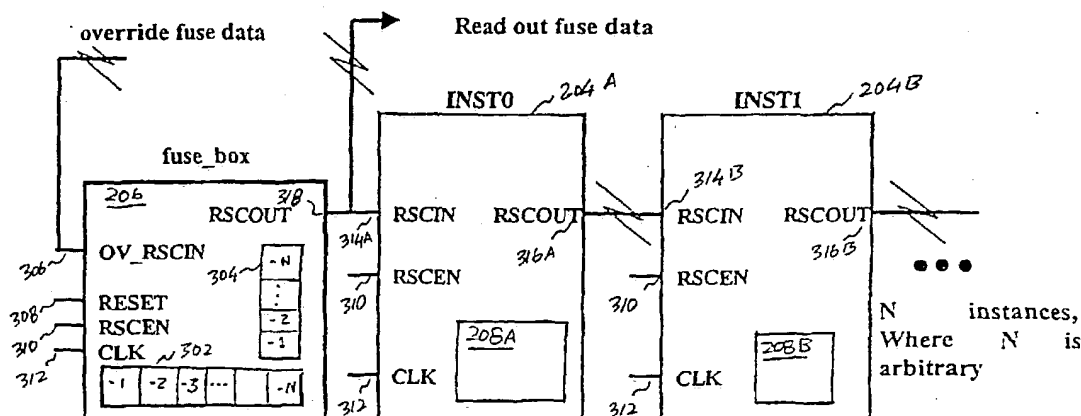 override fuse data
Read out fuse data
INST0
204A
INST1
204B
fuse_box
206
RSCOUT
318
314A
RSCIN
RSCOUT
316A
314B
RSCIN
RSCOUT
316B
306
OV_RSCIN
304
-N
⋮
-2
-1
310
RSCEN
310
RSCEN
308
RESET
310
RSCEN
312
CLK
302
-1 -2 -3 ... -N
208A
312
CLK
208B
312
CLK
N instances,
Where N is
arbitrary